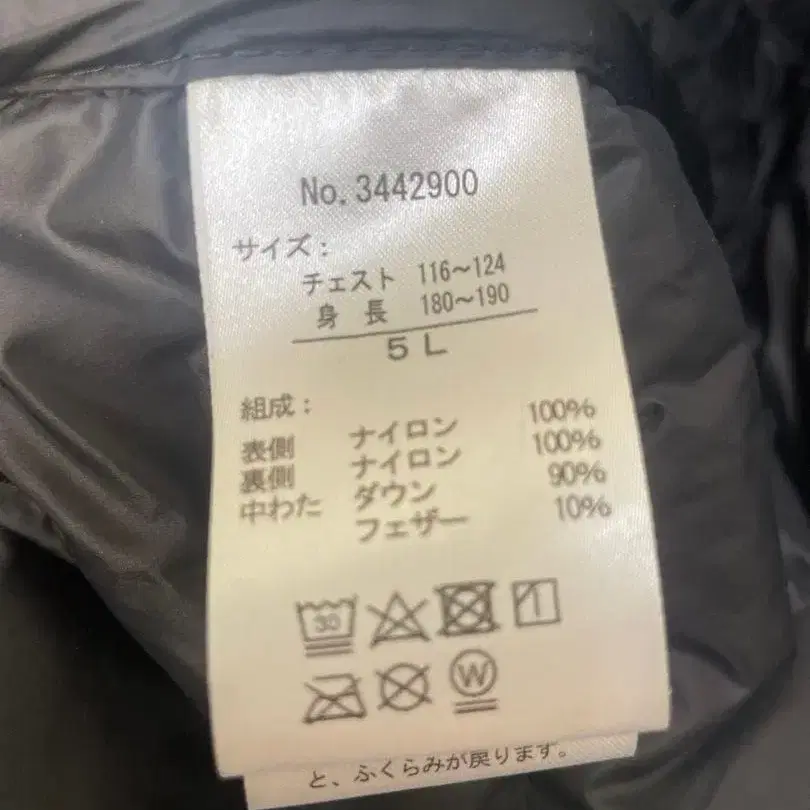 No. 3442900
サイズ：
チェスト 116～124
身 長 180～190
5L
組成：
表側 ナイロン 100%
裏側 ナイロン 100%
中わた ダウン 90%
フェザー 10%
30
W
と、ふくらみが戻ります。